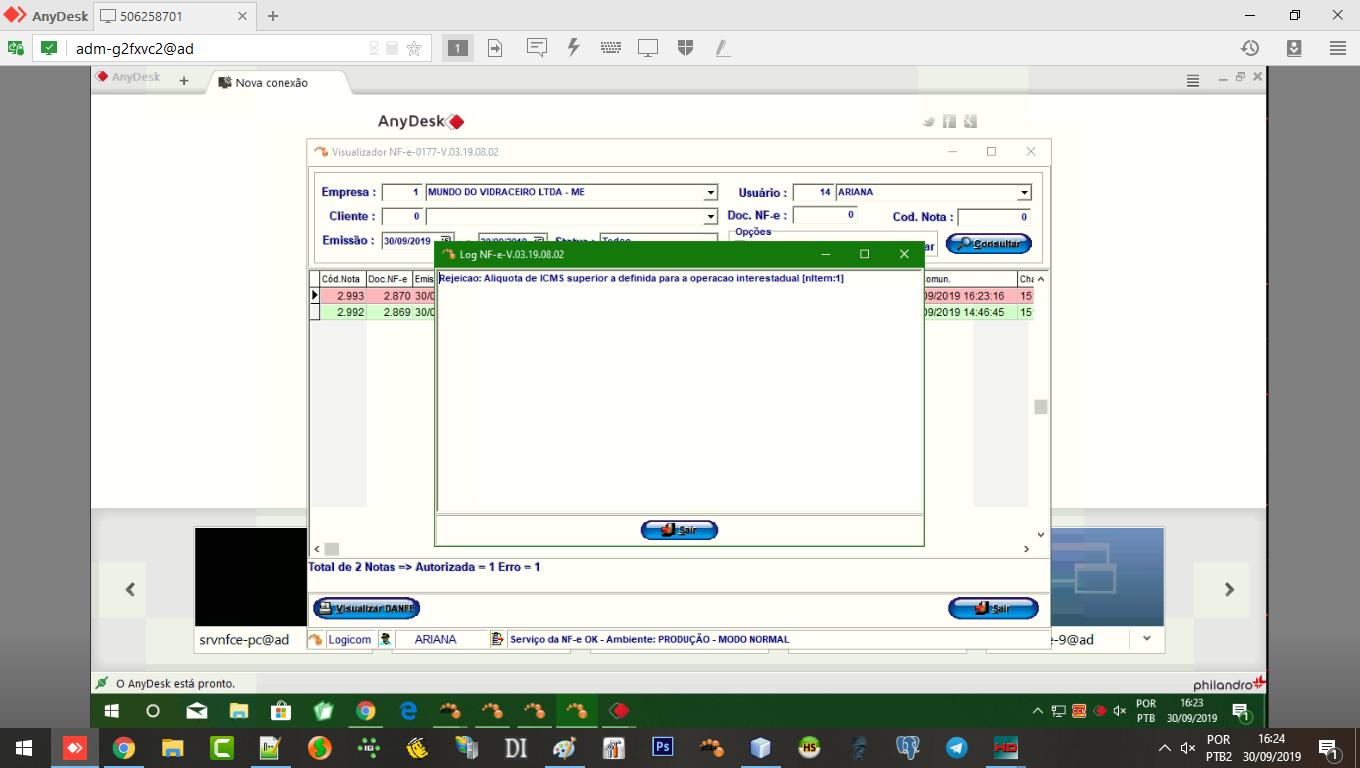 AnyDesk
506258701
adm-g2fxvc2@ad
1
AnyDesk
Nova conexão
AnyDesk
Visualizador NF-e-0177-V.03.19.08.02
Empresa : 1 MUNDO DO VIDRACEIRO LTDA - ME Usuário : 14 ARIANA
Cliente : 0 Doc. NF-e : 0 Cod. Nota : 0
Opções
Emissão : 30/09/2019 Consultar
Log NF-e-V.03.19.08.02
Cód.Nota Doc.NF-e Emis
Rejeicao: Aliquota de ICMS superior a definida para a operacao interestadual [nItem:1]
2.993 2.870 30/0 09/2019 16:23:16 15
2.992 2.869 30/0 09/2019 14:46:45 15
Sair
Total de 2 Notas => Autorizada = 1 Erro = 1
Visualizar DANFE
Sair
srvnfce-pc@ad
Logicom
ARIANA
Serviço da NF-e OK - Ambiente: PRODUÇÃO - MODO NORMAL
e-9@ad
O AnyDesk está pronto.
philandro
POR
PTB
16:23
30/09/2019
1
DI
Ps
HS
HD
POR
PTB2
16:24
30/09/2019
1